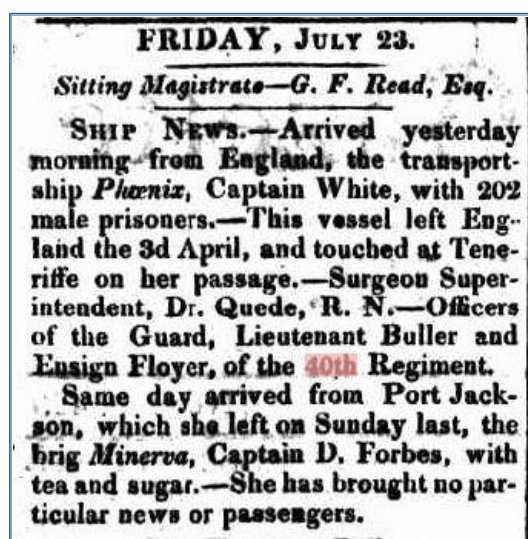 FRIDAY, JULY 23.
Sitting Magistrate—G. F. Read, Esq.
SHIP NEWS.—Arrived yesterday
morning from England, the transport-
ship Phœnix, Captain White, with 202
male prisoners.—This vessel left Eng-
land the 3d April, and touched at Tene-
riffe on her passage.—Surgeon Super-
intendent, Dr. Quede, R. N.—Officers
of the Guard, Lieutenant Buller and
Ensign Floyer, of the 40th Regiment.
Same day arrived from Port Jack-
son, which she left on Sunday last, the
brig Minerva, Captain D. Forbes, with
tea and sugar.—She has brought no par-
ticular news or passengers.